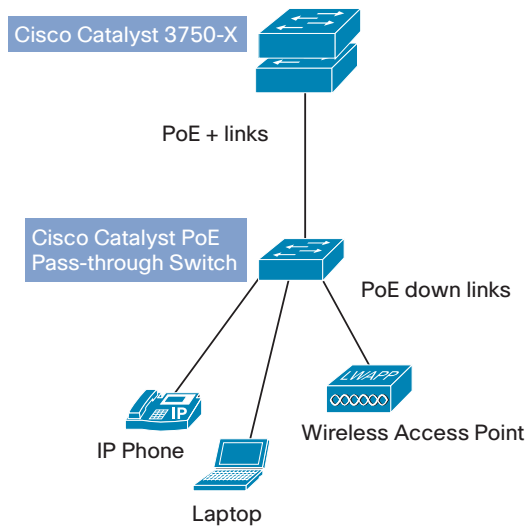 Cisco Catalyst 3750-X
PoE + links
Cisco Catalyst PoE
Pass-through Switch
PoE down links
LWAPP
IP
Wireless Access Point
IP Phone
Laptop